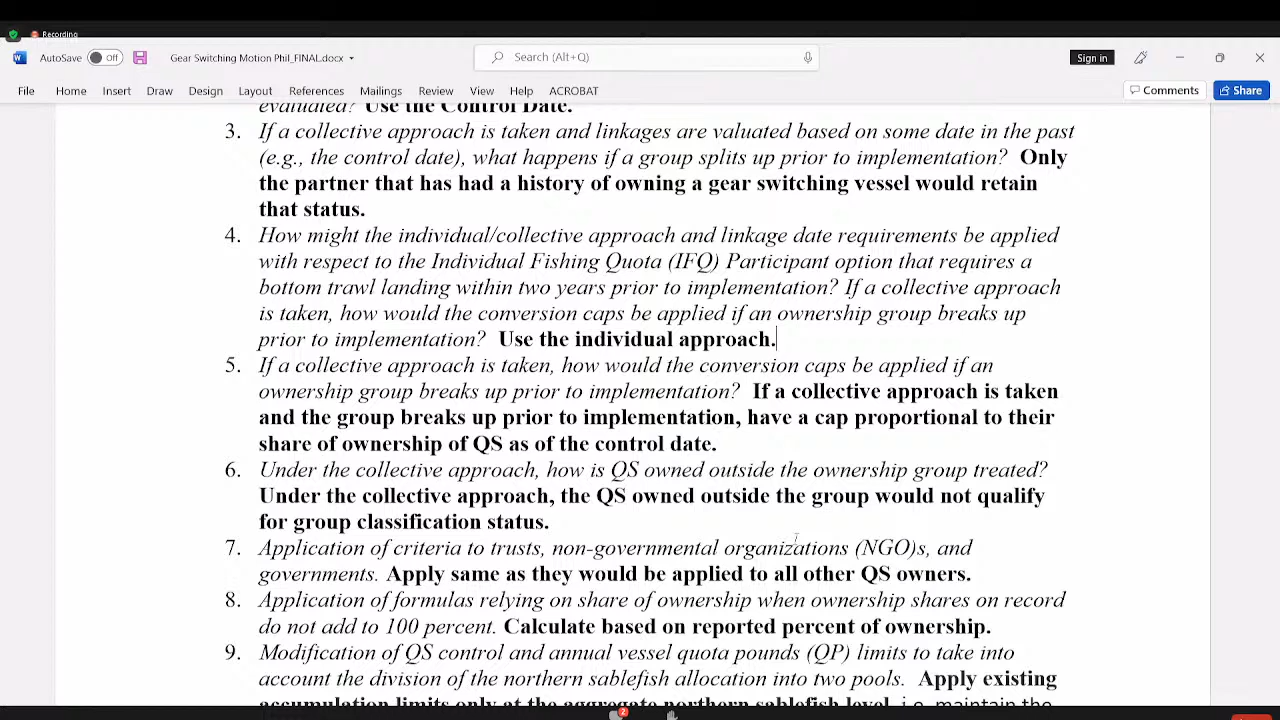 Recording
AutoSave Off Gear Switching Motion Phil_FINAL.docx Search (Alt+Q) Sign in
File Home Insert Draw Design Layout References Mailings Review View Help ACROBAT Comments Share
evaluated? Use the Control Date.
3. If a collective approach is taken and linkages are valuated based on some date in the past
(e.g., the control date), what happens if a group splits up prior to implementation? Only
the partner that has had a history of owning a gear switching vessel would retain
that status.
4. How might the individual/collective approach and linkage date requirements be applied
with respect to the Individual Fishing Quota (IFQ) Participant option that requires a
bottom trawl landing within two years prior to implementation? If a collective approach
is taken, how would the conversion caps be applied if an ownership group breaks up
prior to implementation? Use the individual approach.
5. If a collective approach is taken, how would the conversion caps be applied if an
ownership group breaks up prior to implementation? If a collective approach is taken
and the group breaks up prior to implementation, have a cap proportional to their
share of ownership of QS as of the control date.
6. Under the collective approach, how is QS owned outside the ownership group treated?
Under the collective approach, the QS owned outside the group would not qualify
for group classification status.
7. Application of criteria to trusts, non-governmental organizations (NGO)s, and
governments. Apply same as they would be applied to all other QS owners.
8. Application of formulas relying on share of ownership when ownership shares on record
do not add to 100 percent. Calculate based on reported percent of ownership.
9. Modification of QS control and annual vessel quota pounds (QP) limits to take into
account the division of the northern sablefish allocation into two pools. Apply existing
accumulation limits only at the aggregate northern sablefish level, i.e. maintain the
2